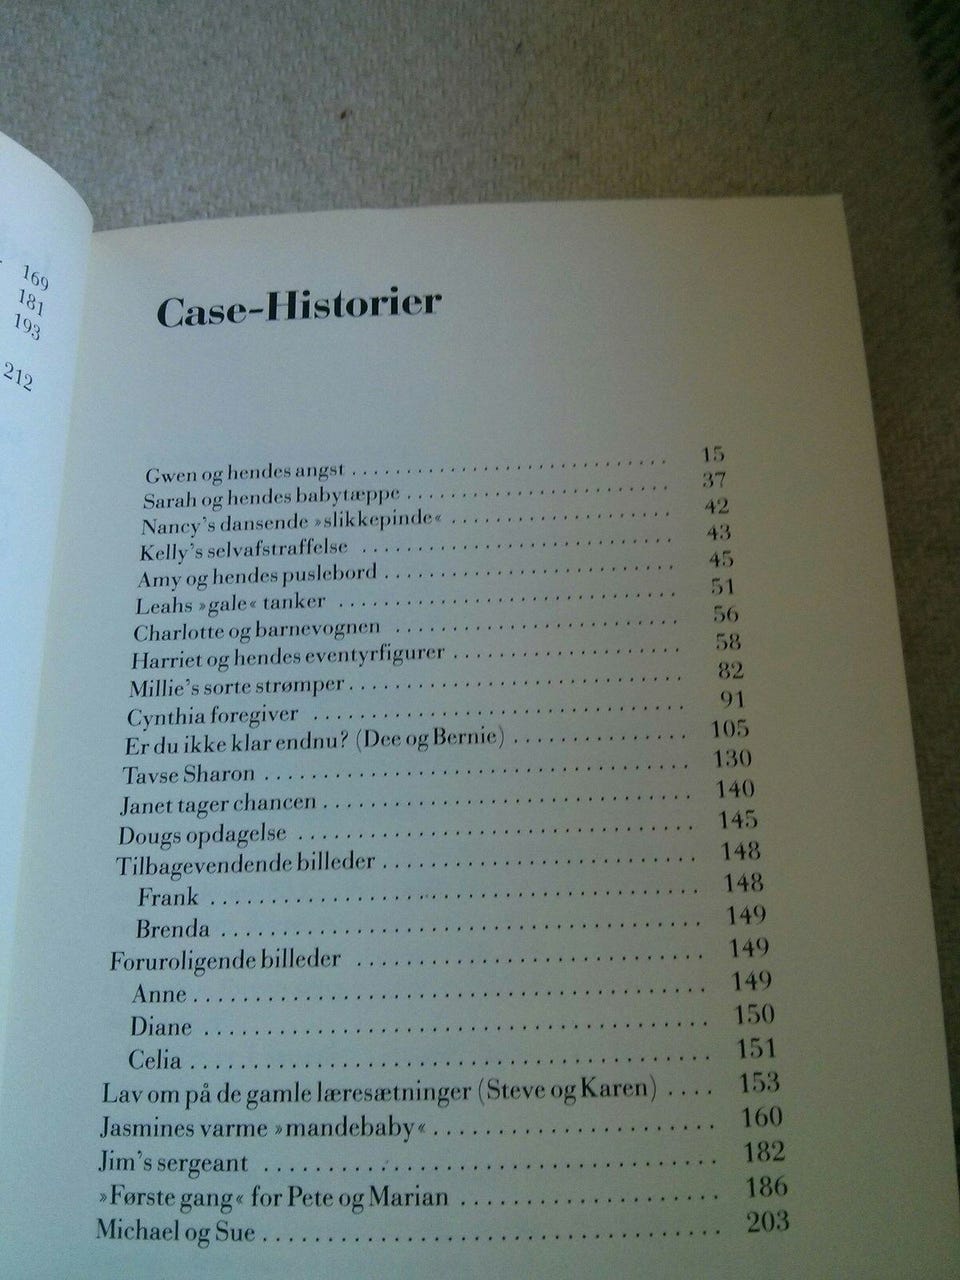 169
181
193
212
Case-Historier
Gwen og hendes angst . . . . . . . . . . . . . . . . . . . . . . . . . . . 15
Sarah og hendes babytæppe . . . . . . . . . . . . . . . . . . . . . . . 37
Nancy's dansende »slikkepinde« . . . . . . . . . . . . . . . . . . . 42
Kelly's selvafstraffelse . . . . . . . . . . . . . . . . . . . . . . . . . . . 43
Amy og hendes puslebord . . . . . . . . . . . . . . . . . . . . . . . . . 45
Leahs »gale« tanker . . . . . . . . . . . . . . . . . . . . . . . . . . . . . 51
Charlotte og barnevognen . . . . . . . . . . . . . . . . . . . . . . . . 56
Harriet og hendes eventyrfigurer . . . . . . . . . . . . . . . . . . . 58
Millie's sorte strømper . . . . . . . . . . . . . . . . . . . . . . . . . . . 82
Cynthia foregiver . . . . . . . . . . . . . . . . . . . . . . . . . . . . . . 91
Er du ikke klar endnu? (Dee og Bernie) . . . . . . . . . . . . . . 105
Tavse Sharon . . . . . . . . . . . . . . . . . . . . . . . . . . . . . . . . . 130
Janet tager chancen . . . . . . . . . . . . . . . . . . . . . . . . . . . . 140
Dougs opdagelse . . . . . . . . . . . . . . . . . . . . . . . . . . . . . . 145
Tilbagevendende billeder . . . . . . . . . . . . . . . . . . . . . . . . 148
Frank . . . . . . . . . . . . . . . . . . . . . . . . . . . . . . . . . . . . . 148
Brenda . . . . . . . . . . . . . . . . . . . . . . . . . . . . . . . . . . . . 149
Foruroligende billeder . . . . . . . . . . . . . . . . . . . . . . . . . . 149
Anne . . . . . . . . . . . . . . . . . . . . . . . . . . . . . . . . . . . . . 149
Diane . . . . . . . . . . . . . . . . . . . . . . . . . . . . . . . . . . . . . 150
Celia . . . . . . . . . . . . . . . . . . . . . . . . . . . . . . . . . . . . . 151
Lav om på de gamle læresætninger (Steve og Karen) . . . . 153
Jasmines varme »mandebaby« . . . . . . . . . . . . . . . . . . . . . 160
Jim's sergeant . . . . . . . . . . . . . . . . . . . . . . . . . . . . . . . . 182
»Første gang« for Pete og Marian . . . . . . . . . . . . . . . . . . . 186
Michael og Sue . . . . . . . . . . . . . . . . . . . . . . . . . . . . . . . . 203